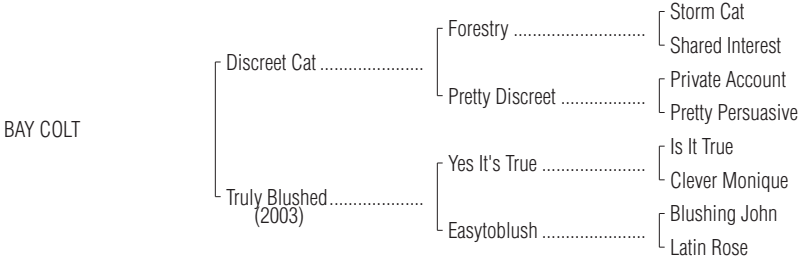 Storm Cat
Forestry ............................
Shared Interest
Discreet Cat ......................
Private Account
Pretty Discreet ..................
Pretty Persuasive
BAY COLT
Is It True
Yes It's True ......................
Clever Monique
Truly Blushed....................
(2003)
Blushing John
Easytoblush ......................
Latin Rose